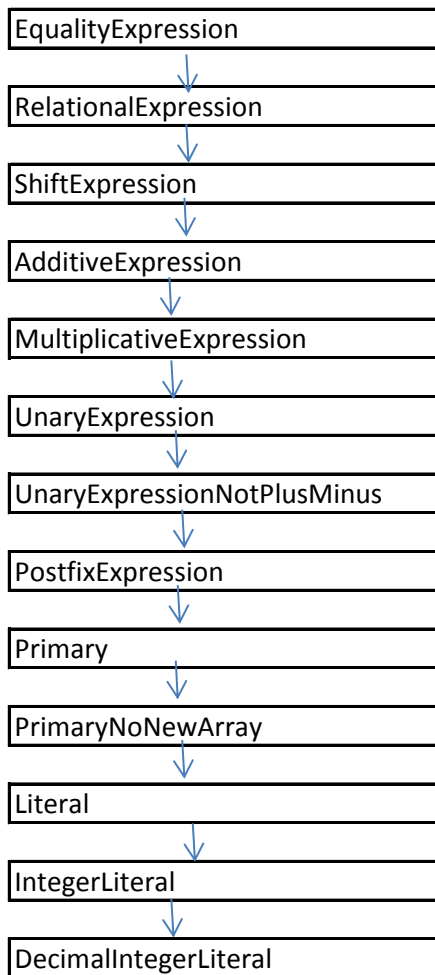 EqualityExpression
RelationalExpression
ShiftExpression
AdditiveExpression
MultiplicativeExpression
UnaryExpression
UnaryExpressionNotPlusMinus
PostfixExpression
Primary
PrimaryNoNewArray
Literal
IntegerLiteral
DecimalIntegerLiteral